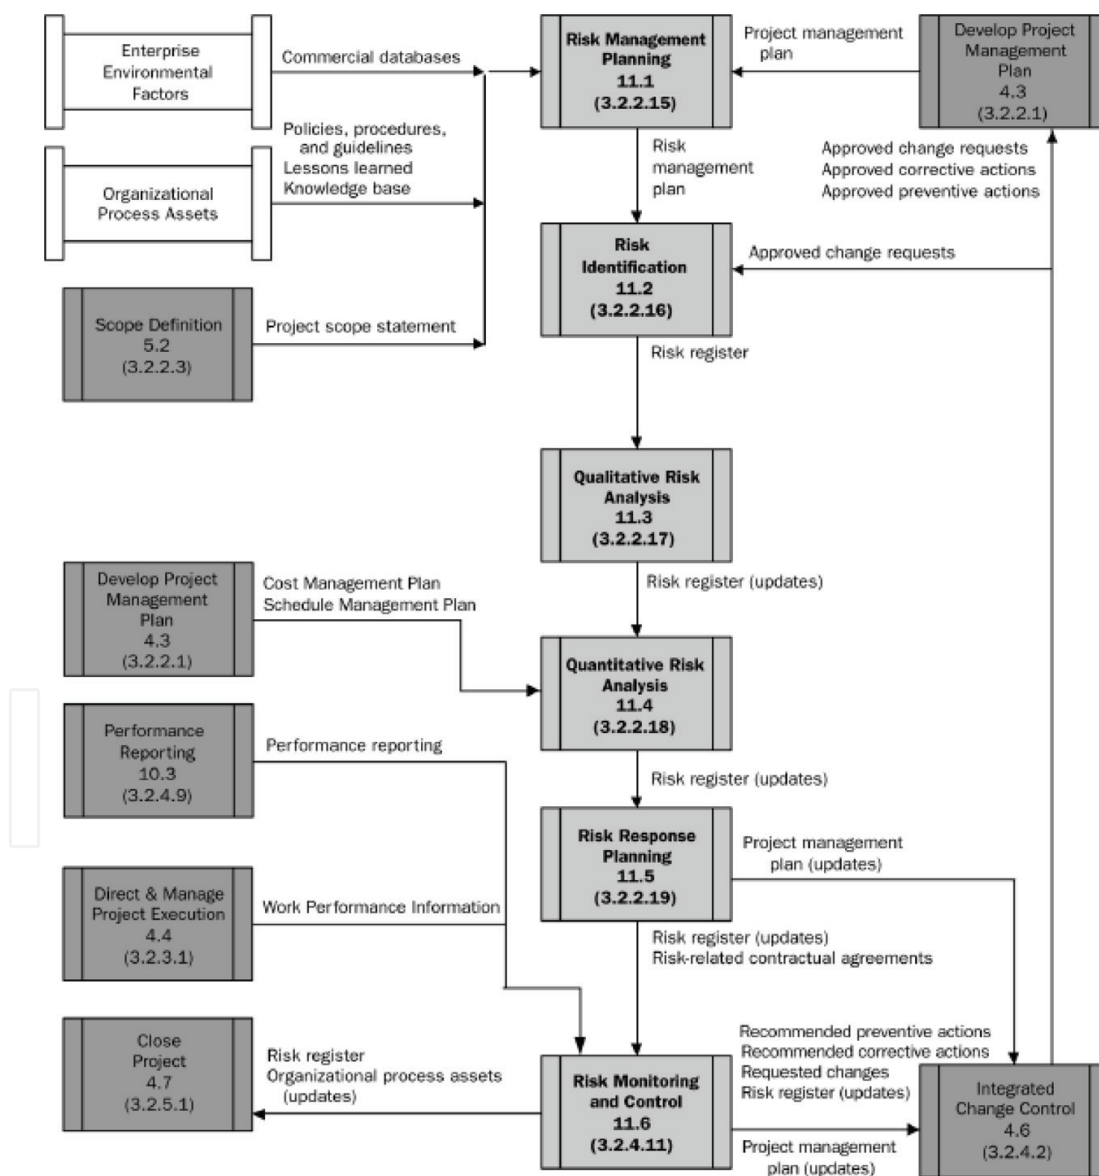 Enterprise
Environmental
Factors
Commercial databases
Risk Management
Planning
11.1
(3.2.2.15)
Project management
plan
Develop Project
Management
Plan
4.3
(3.2.2.1)
Policies, procedures,
and guidelines
Lessons learned
Knowledge base
Organizational
Process Assets
Risk
management
plan
Approved change requests
Approved corrective actions
Approved preventive actions
Risk
Identification
11.2
(3.2.2.16)
Approved change requests
Scope Definition
5.2
(3.2.2.3)
Project scope statement
Risk register
Qualitative Risk
Analysis
11.3
(3.2.2.17)
Risk register (updates)
Develop Project
Management
Plan
4.3
(3.2.2.1)
Cost Management Plan
Schedule Management Plan
Quantitative Risk
Analysis
11.4
(3.2.2.18)
Performance
Reporting
10.3
(3.2.4.9)
Performance reporting
Risk register (updates)
Risk Response
Planning
11.5
(3.2.2.19)
Project management
plan (updates)
Direct & Manage
Project Execution
4.4
(3.2.3.1)
Work Performance Information
Risk register (updates)
Risk-related contractual agreements
Close
Project
4.7
(3.2.5.1)
Risk register
Organizational process assets
(updates)
Risk Monitoring
and Control
11.6
(3.2.4.11)
Recommended preventive actions
Recommended corrective actions
Requested changes
Risk register (updates)
Project management
plan (updates)
Integrated
Change Control
4.6
(3.2.4.2)